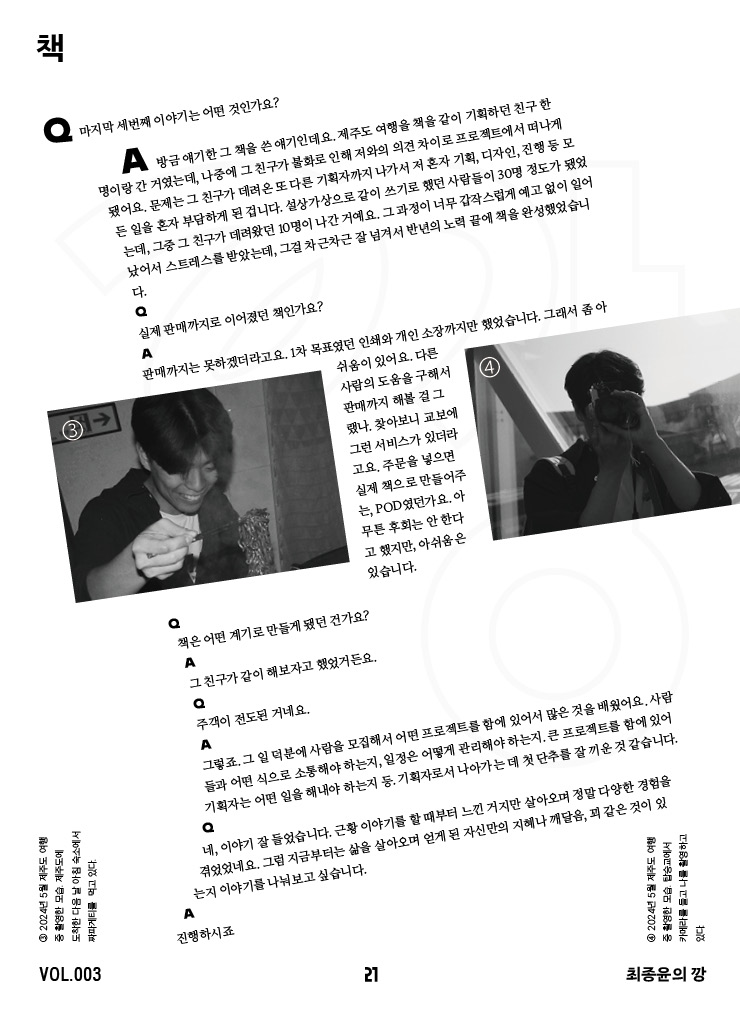 책
Q 마지막 세번째 이야기는 어떤 것인가요?
A 방금 얘기한 그 책을 쓴 얘기인데요. 제주도 여행을 책을 같이 기획하던 친구 한
명이랑 간 거였는데, 나중에 그 친구가 불화로 인해 저와의 의견 차이로 프로젝트에서 떠나게
됐어요. 문제는 그 친구가 데려온 또 다른 기획자까지 나가서 저 혼자 기획, 디자인, 진행 등 모
든 일을 혼자 부담하게 된 겁니다. 설상가상으로 같이 쓰기로 했던 사람들이 30명 정도가 됐었
는데, 그중 그 친구가 데려왔던 10명이 나간 거예요. 그 과정이 너무 갑작스럽게 예고 없이 일어
났어서 스트레스를 받았는데, 그걸 차근차근 잘 넘겨서 반년의 노력 끝에 책을 완성했었습니
다.
Q
실제 판매까지로 이어졌던 책인가요?
A
판매까지는 못하겠더라고요. 1차 목표였던 인쇄와 개인 소장까지만 했었습니다. 그래서 좀 아
쉬움이 있어요. 다른
사람의 도움을 구해서
판매까지 해볼 걸 그
랬나. 찾아보니 교보에
그런 서비스가 있더라
고요. 주문을 넣으면
실제 책으로 만들어주
는, POD였던가요. 아
무튼 후회는 안 한다
고 했지만, 아쉬움은
있습니다.
③
④
Q
책은 어떤 계기로 만들게 됐던 건가요?
A
그 친구가 같이 해보자고 했었거든요.
Q
주객이 전도된 거네요.
A
그렇죠. 그 일 덕분에 사람을 모집해서 어떤 프로젝트를 함에 있어서 많은 것을 배웠어요. 사람
들과 어떤 식으로 소통해야 하는지, 일정은 어떻게 관리해야 하는지. 큰 프로젝트를 함에 있어
기획자는 어떤 일을 해내야 하는지 등. 기획자로서 나아가는 데 첫 단추를 잘 끼운 것 같습니다.
Q
네, 이야기 잘 들었습니다. 근황 이야기를 할 때부터 느낀 거지만 살아오며 정말 다양한 경험을
겪었었네요. 그럼 지금부터는 삶을 살아오며 얻게 된 자신만의 지혜나 깨달음, 꾀 같은 것이 있
는지 이야기를 나눠보고 싶습니다.
A
진행하시죠
③ 2024년 5월 제주도 여행
중 촬영한 모습. 제주도에
도착한 다음 날 아침 숙소에서
짜파게티를 먹고 있다.
④ 2024년 5월 제주도 여행
중 촬영한 모습. 탑승교에서
카메라를 들고 나를 촬영하고
있다.
VOL.003
21
최종윤의 깡